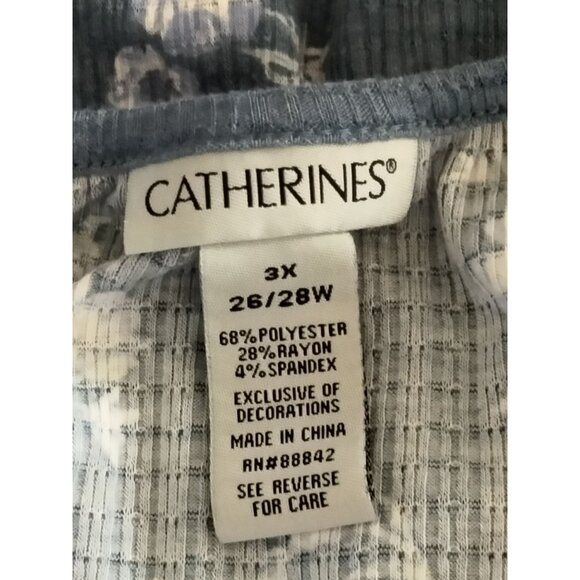 CATHERINES®
3X
26/28W
68%POLYESTER
28%RAYON
4%SPANDEX
EXCLUSIVE OF
DECORATIONS
MADE IN CHINA
RN#88842
SEE REVERSE
FOR CARE